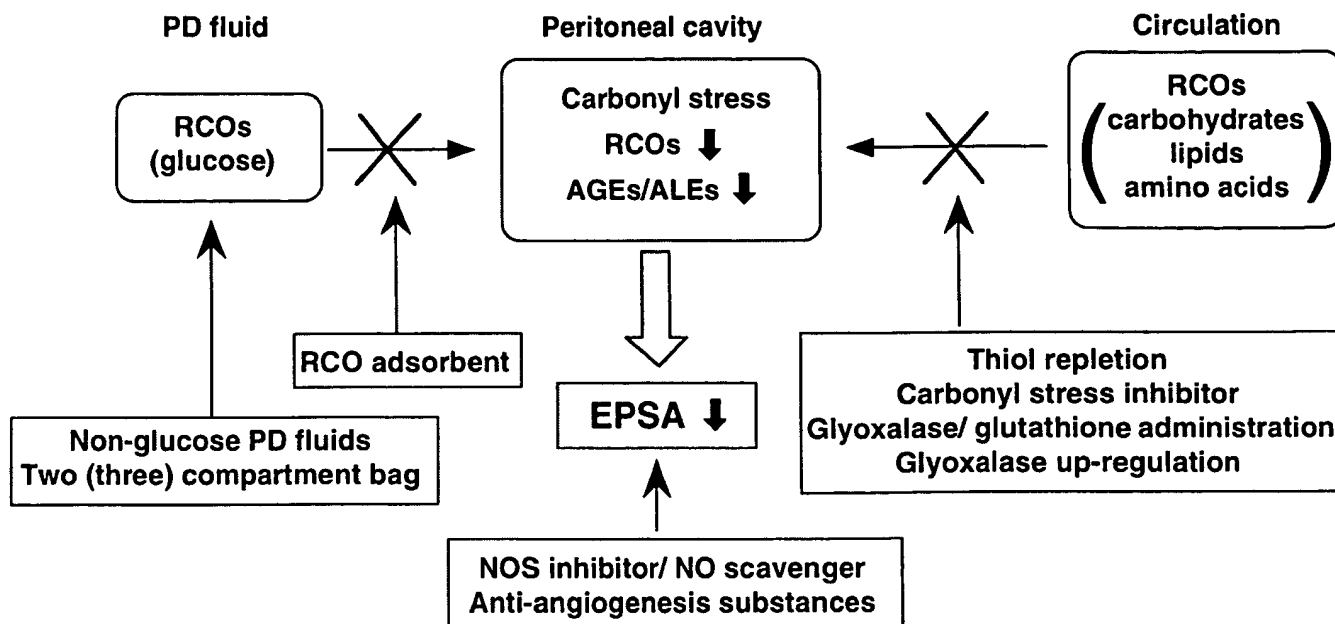 PD fluid
Peritoneal cavity
Circulation
RCOs
(glucose)
Carbonyl stress
RCOs
AGEs/ALEs
RCOs
(carbohydrates
lipids
amino acids)
RCO adsorbent
Non-glucose PD fluids
Two (three) compartment bag
EPSA
Thiol repletion
Carbonyl stress inhibitor
Glyoxalase/ glutathione administration
Glyoxalase up-regulation
NOS inhibitor/ NO scavenger
Anti-angiogenesis substances